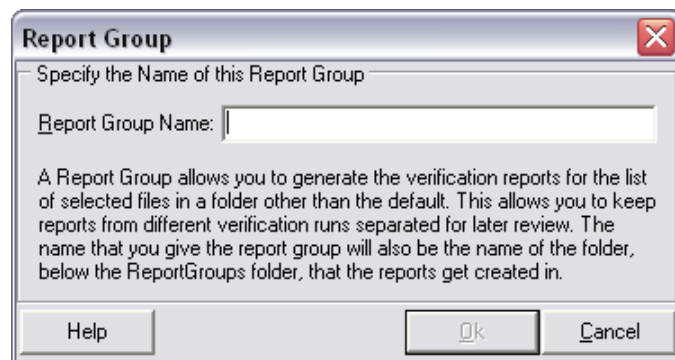 Report Group
Specify the Name of this Report Group
Report Group Name:
A Report Group allows you to generate the verification reports for the list
of selected files in a folder other than the default. This allows you to keep
reports from different verification runs separated for later review. The
name that you give the report group will also be the name of the folder,
below the ReportGroups folder, that the reports get created in.
Help
Ok
Cancel